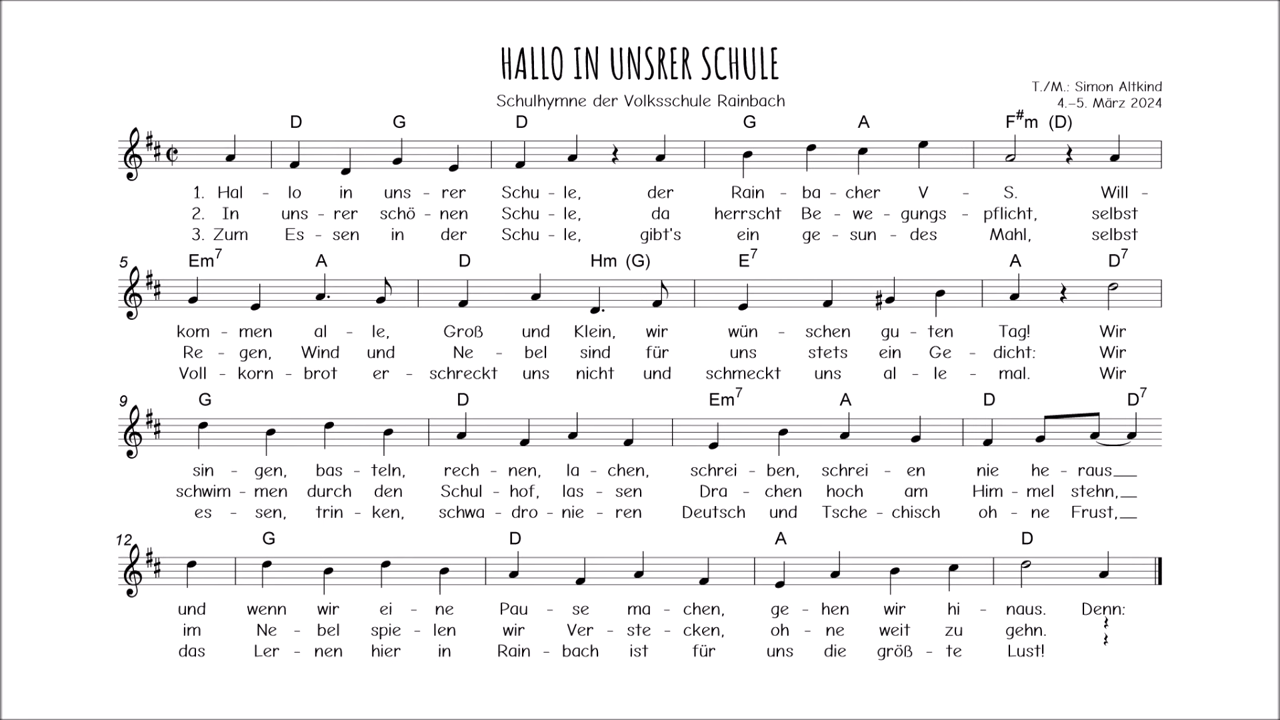 HALLO IN UNSRER SCHULE
Schulhymne der Volksschule Rainbach
T./M.: Simon Altkind
4.–5. März 2024
D G D G A F#m (D)
1. Hal - lo in uns - rer Schu - le, der Rain - ba - cher V - S. Will -
2. In uns - rer schö - nen Schu - le, da herrscht Be - we - gungs - pflicht, selbst
3. Zum Es - sen in der Schu - le, gibt's ein ge - sun - des Mahl, selbst
5 Em7 A D Hm (G) E7 A D7
kom - men al - le, Groß und Klein, wir wün - schen gu - ten Tag! Wir
Re - gen, Wind und Ne - bel sind für uns stets ein Ge - dicht: Wir
Voll - korn - brot er - schreckt uns nicht und schmeckt uns al - le - mal. Wir
9 G D Em7 A D D7
sin - gen, bas - teln, rech - nen, la - chen, schrei - ben, schrei - en nie he - raus__
schwim - men durch den Schul - hof, las - sen Dra - chen hoch am Him - mel stehn,__
es - sen, trin - ken, schwa - dro - nie - ren Deutsch und Tsche - chisch oh - ne Frust,__
12 G D A D
und wenn wir ei - ne Pau - se ma - chen, ge - hen wir hi - naus. Denn:
im Ne - bel spie - len wir Ver - ste - cken, oh - ne weit zu gehn.
das Ler - nen hier in Rain - bach ist für uns die größ - te Lust!